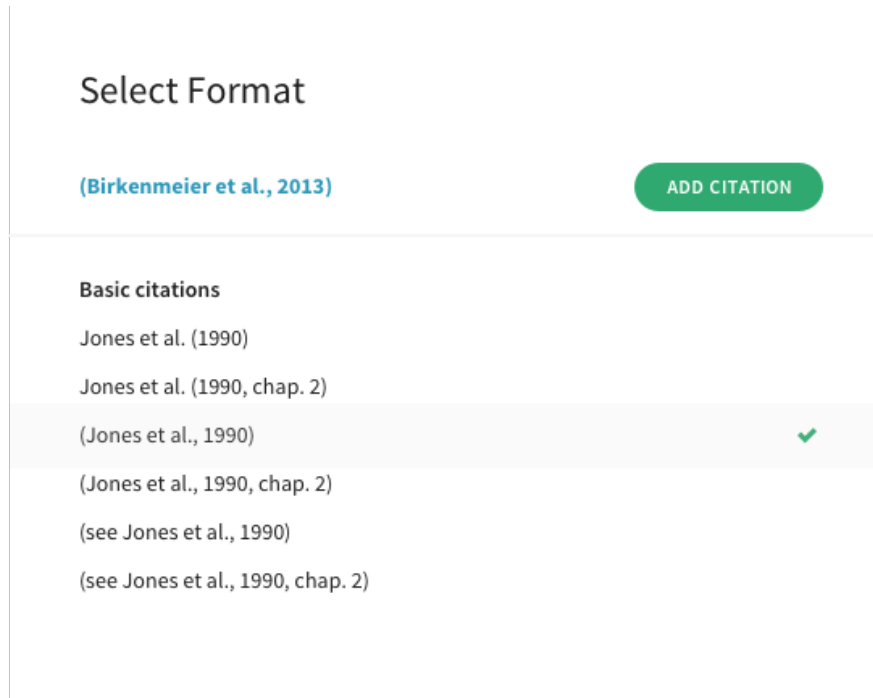 Select Format
(Birkenmeier et al., 2013)
ADD CITATION
Basic citations
Jones et al. (1990)
Jones et al. (1990, chap. 2)
(Jones et al., 1990)
(Jones et al., 1990, chap. 2)
(see Jones et al., 1990)
(see Jones et al., 1990, chap. 2)